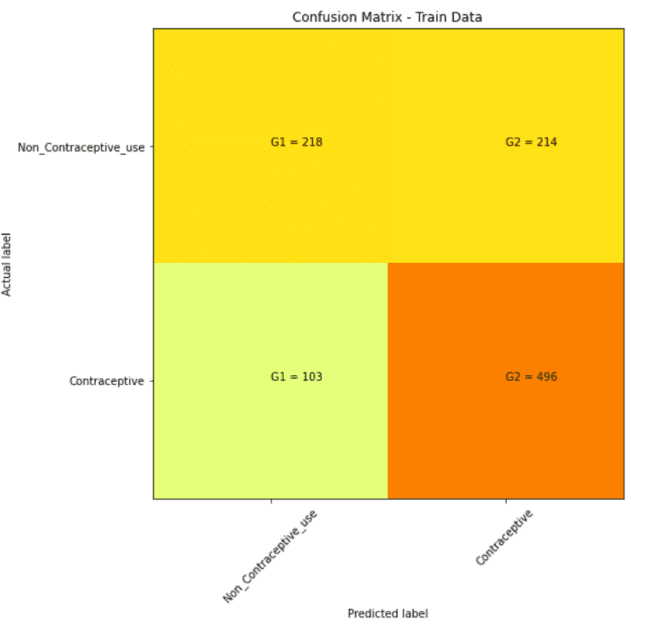 Confusion Matrix - Train Data
Non_Contraceptive_use
G1 = 218
G2 = 214
Actual label
Contraceptive
G1 = 103
G2 = 496
Non_Contraceptive_use
Contraceptive
Predicted label